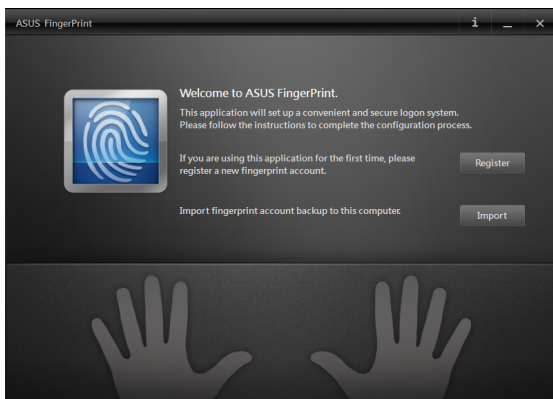 ASUS FingerPrint
i
Welcome to ASUS FingerPrint.
This application will set up a convenient and secure logon system.
Please follow the instructions to complete the configuration process.
If you are using this application for the first time, please
register a new fingerprint account.
Register
Import fingerprint account backup to this computer.
Import